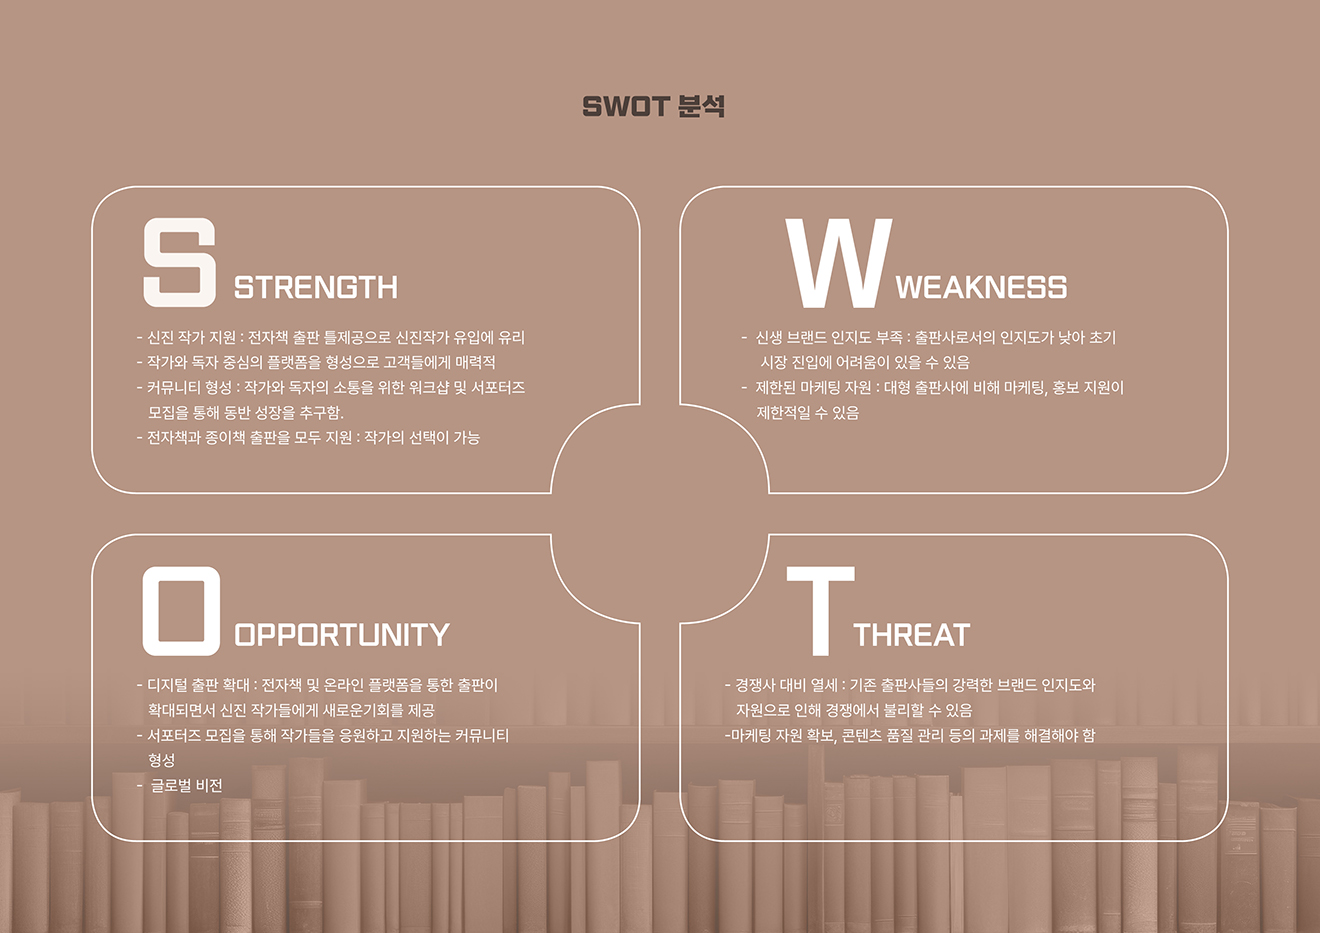 SWOT 분석
S STRENGTH
- 신진 작가 지원 : 전자책 출판 틀제공으로 신진작가 유입에 유리
- 작가와 독자 중심의 플랫폼을 형성으로 고객들에게 매력적
- 커뮤니티 형성 : 작가와 독자의 소통을 위한 워크샵 및 서포터즈
모집을 통해 동반 성장을 추구함.
- 전자책과 종이책 출판을 모두 지원 : 작가의 선택이 가능
W WEAKNESS
- 신생 브랜드 인지도 부족 : 출판사로서의 인지도가 낮아 초기
시장 진입에 어려움이 있을 수 있음
- 제한된 마케팅 자원 : 대형 출판사에 비해 마케팅, 홍보 지원이
제한적일 수 있음
O OPPORTUNITY
- 디지털 출판 확대 : 전자책 및 온라인 플랫폼을 통한 출판이
확대되면서 신진 작가들에게 새로운기회를 제공
- 서포터즈 모집을 통해 작가들을 응원하고 지원하는 커뮤니티
형성
- 글로벌 비전
T THREAT
- 경쟁사 대비 열세 : 기존 출판사들의 강력한 브랜드 인지도와
자원으로 인해 경쟁에서 불리할 수 있음
-마케팅 자원 확보, 콘텐츠 품질 관리 등의 과제를 해결해야 함